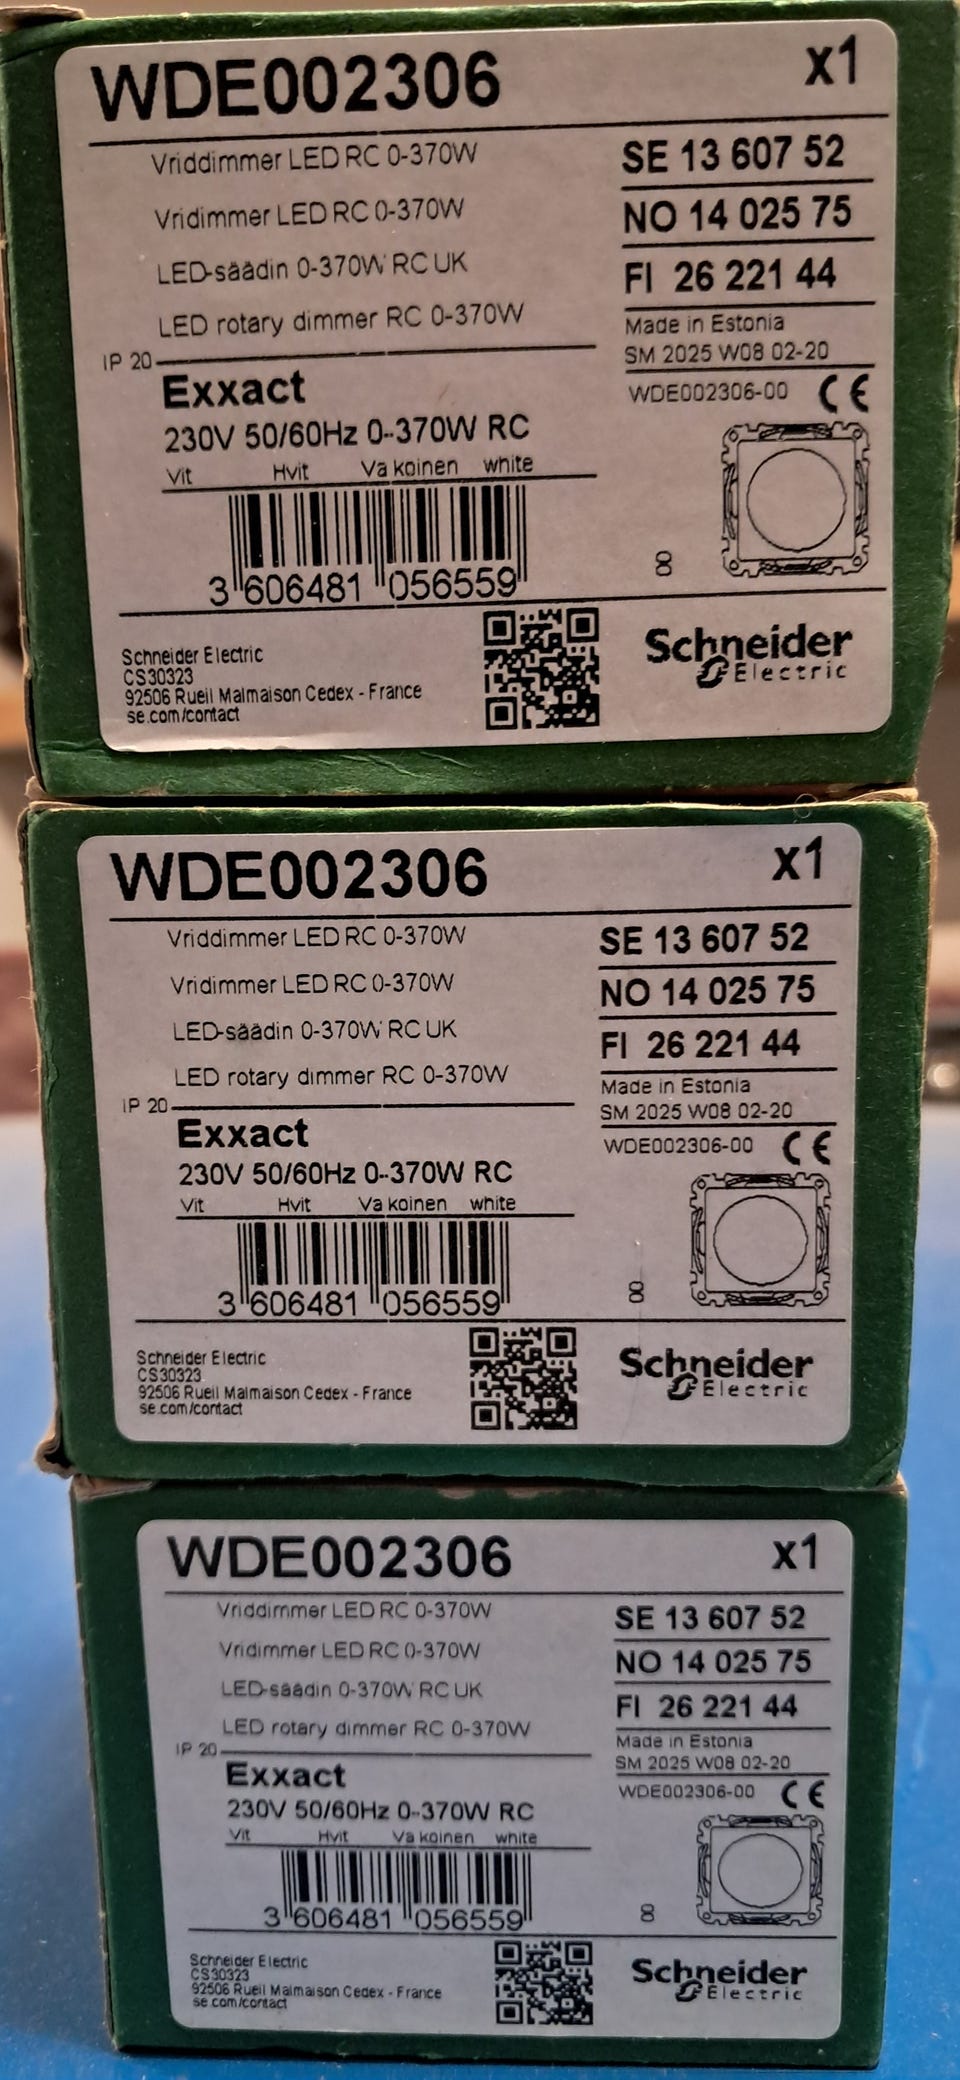 WDE002306 x1
Vriddimmer LED RC 0-370W
Vridimmer LED RC 0-370W
LED-säädin 0-370W RC UK
LED rotary dimmer RC 0-370W
IP 20
SE 13 607 52
NO 14 025 75
FI 26 221 44
Made in Estonia
SM 2025 W08 02-20
WDE002306-00 CE
Exxact
230V 50/60Hz 0-370W RC
Vit Hvit Va koinen white
3 606481 056559
8
Schneider Electric
CS30323
92506 Rueil Malmaison Cedex - France
se.com/contact
Schneider
Electric
WDE002306 x1
Vriddimmer LED RC 0-370W
Vridimmer LED RC 0-370W
LED-säädin 0-370W RC UK
LED rotary dimmer RC 0-370W
IP 20
SE 13 607 52
NO 14 025 75
FI 26 221 44
Made in Estonia
SM 2025 W08 02-20
WDE002306-00 CE
Exxact
230V 50/60Hz 0-370W RC
Vit Hvit Va koinen white
3 606481 056559
8
Schneider Electric
CS30323
92506 Rueil Malmaison Cedex - France
se.com/contact
Schneider
Electric
WDE002306 x1
Vriddimmer LED RC 0-370W
Vridimmer LED RC 0-370W
LED-säädin 0-370W RC UK
LED rotary dimmer RC 0-370W
IP 20
SE 13 607 52
NO 14 025 75
FI 26 221 44
Made in Estonia
SM 2025 W08 02-20
WDE002306-00 CE
Exxact
230V 50/60Hz 0-370W RC
Vit Hvit Va koinen white
3 606481 056559
8
Schneider Electric
CS30323
92506 Rueil Malmaison Cedex - France
se.com/contact
Schneider
Electric